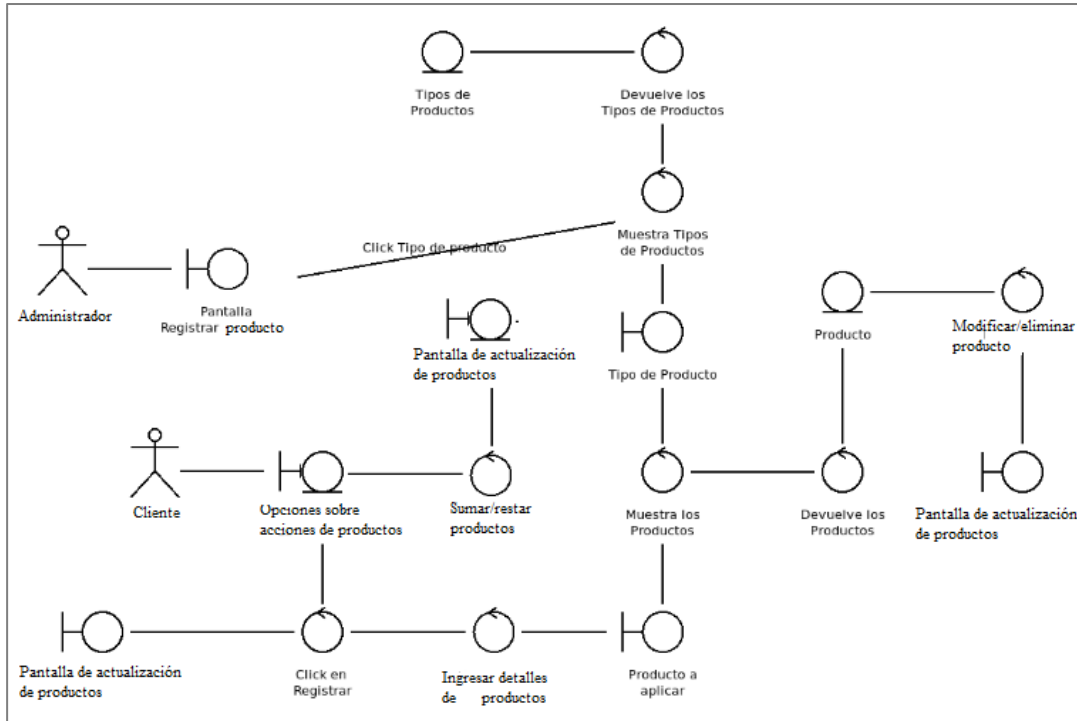 Tipos de
Productos
Devuelve los
Tipos de Productos
Muestra Tipos
de Productos
Click Tipo de producto
Administrador
Pantalla
Registrar producto
Producto
Modificar/eliminar
producto
Pantalla de actualización
de productos
Tipo de Producto
Cliente
Opciones sobre
acciones de productos
Sumar/restar
productos
Muestra los
Productos
Devuelve los
Productos
Pantalla de actualización
de productos
Pantalla de actualización
de productos
Click en
Registrar
Ingresar detalles
de productos
Producto a
aplicar